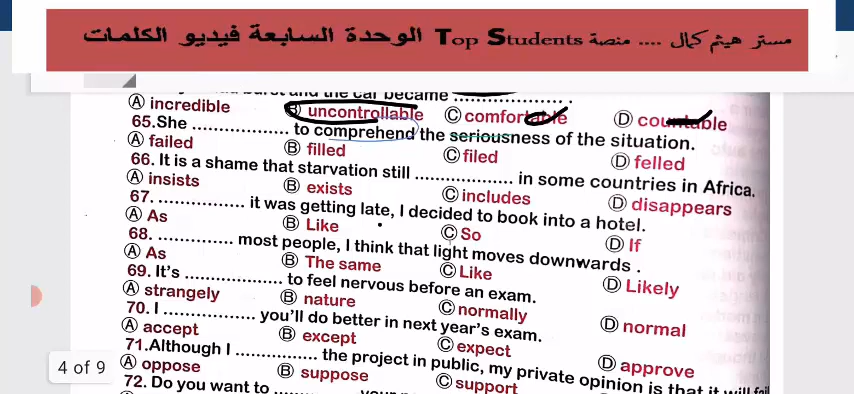 مستر هيثم كمال .... منصة Top Students الوحدة السابعة فيديو الكلمات
burst and the car became .................... .
Ⓐ incredible Ⓑ uncontrollable Ⓒ comfortable Ⓓ countable
65.She .................. to comprehend the seriousness of the situation.
Ⓐ failed Ⓑ filled Ⓒ filed Ⓓ felled
66. It is a shame that starvation still .................. in some countries in Africa.
Ⓐ insists Ⓑ exists Ⓒ includes Ⓓ disappears
67. ................ it was getting late, I decided to book into a hotel.
Ⓐ As Ⓑ Like Ⓒ So Ⓓ If
68. .............. most people, I think that light moves downwards .
Ⓐ As Ⓑ The same Ⓒ Like Ⓓ Likely
69. It's .................. to feel nervous before an exam.
Ⓐ strangely Ⓑ nature Ⓒ normally Ⓓ normal
70. I ................. you'll do better in next year's exam.
Ⓐ accept Ⓑ except Ⓒ expect Ⓓ approve
71.Although I ............... the project in public, my private opinion is that it will fail
Ⓐ oppose Ⓑ suppose Ⓒ support
72. Do you want to
4 of 9